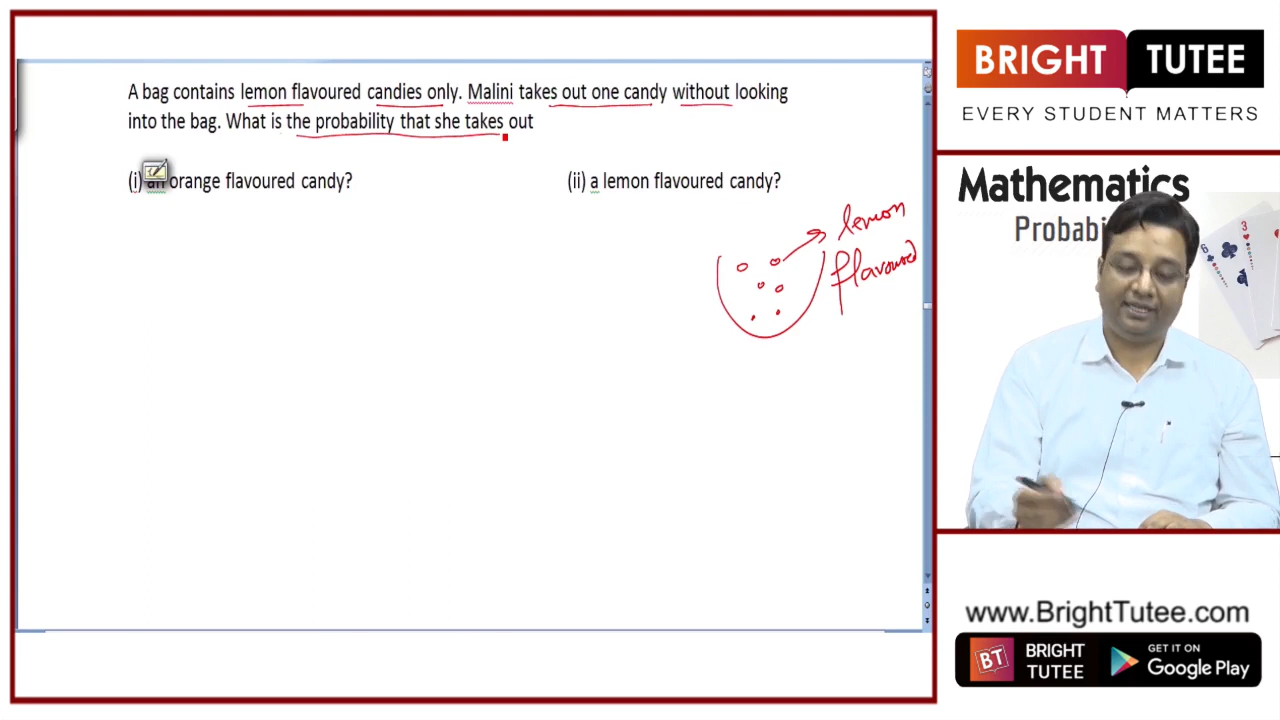 A bag contains lemon flavoured candies only. Malini takes out one candy without looking
into the bag. What is the probability that she takes out
(i) an orange flavoured candy?
(ii) a lemon flavoured candy?
lemon
flavoured
BRIGHT TUTEE
EVERY STUDENT MATTERS
Mathematics
Probabi
6
3
www.BrightTutee.com
BT
BRIGHT
TUTEE
GET IT ON
Google Play